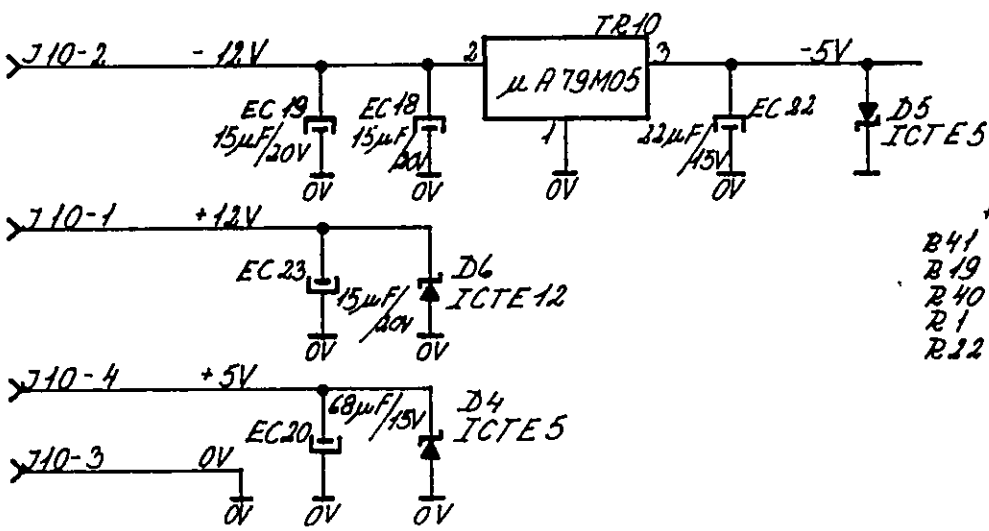 TR10
J10-2 -12V 2 3 -5V
µA79M05
EC19 EC18 1 EC22 D5
15µF/20V 15µF/20V 22µF/15V ICTE5
0V 0V 0V 0V
J10-1 +12V
EC23 D6
15µF/20V ICTE12
0V 0V
J10-4 +5V
68µF/15V D4
EC20 ICTE5
J10-3 0V
0V 0V 0V
B41
B19
R40
R1
R22